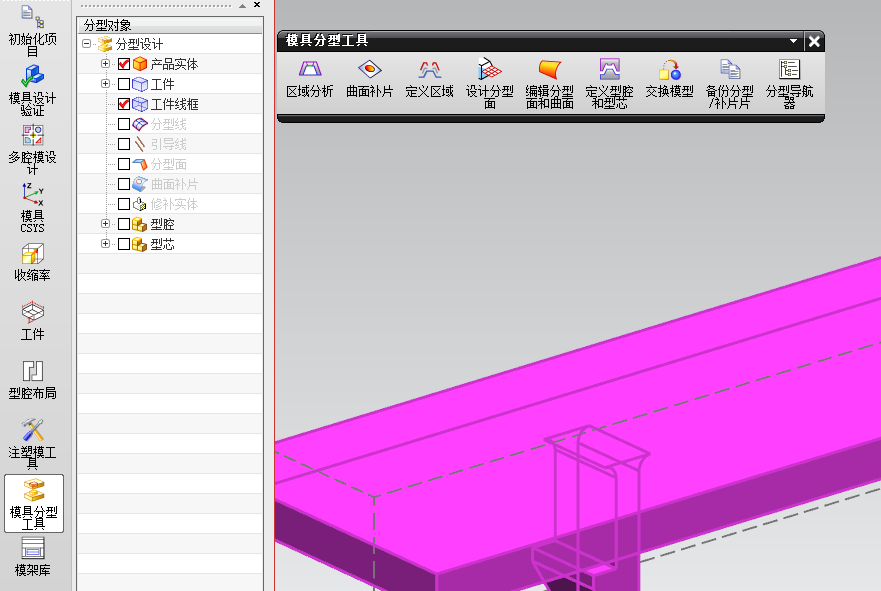 初始化项
目
模具设计
验证
多腔模设
计
模具
CSYS
收缩率
工件
型腔布局
注塑模工
具
模具分型
工具
模架库
分型对象
分型设计
产品实体
工件
工件线框
分型线
引导线
分型面
曲面补片
修补实体
型腔
型芯
模具分型工具
区域分析
曲面补片
定义区域
设计分型
面
编辑分型
面和曲面
定义型腔
和型芯
交换模型
备份分型
/补片片
分型导航
器
Z
Y
X